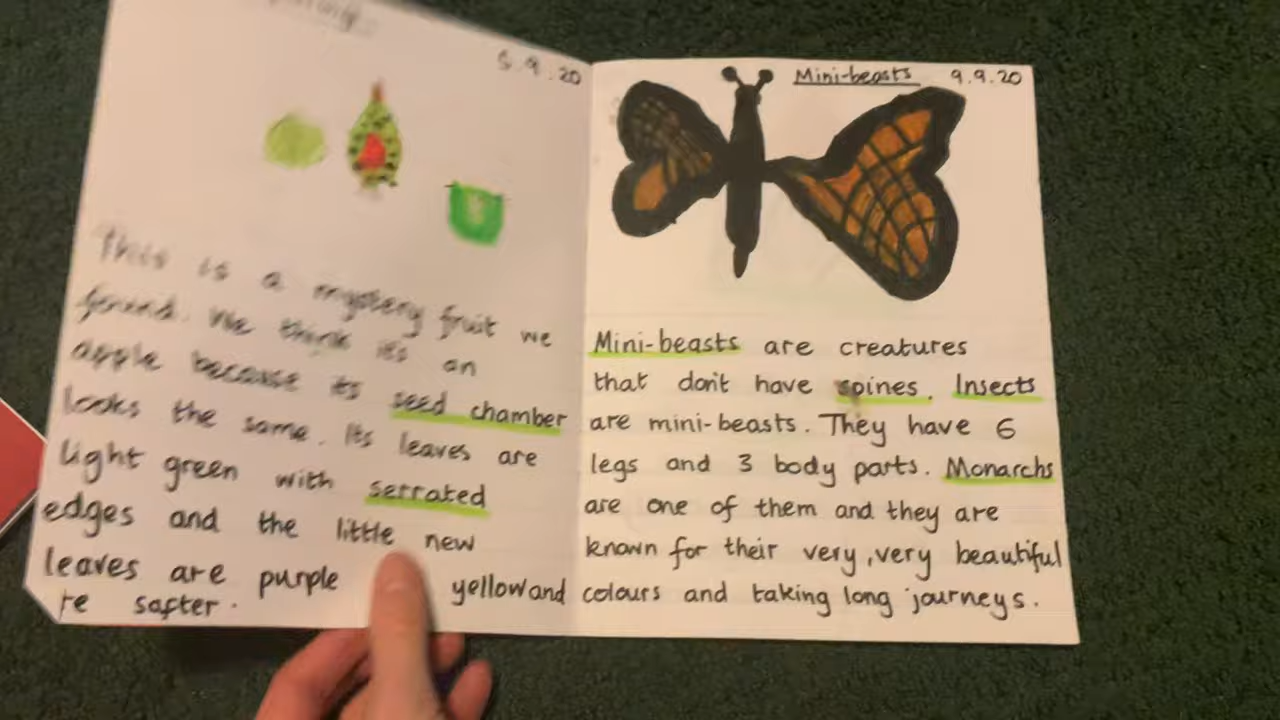 5.9.20
This is a mystery fruit we
found. We think it's an
apple because its seed chamber
looks the same. Its leaves are
light green with serrated
edges and the little new
leaves are purple yellow and
re softer.
Mini-beasts 9.9.20
Mini-beasts are creatures
that don't have spines. Insects
are mini-beasts. They have 6
legs and 3 body parts. Monarchs
are one of them and they are
known for their very, very beautiful
colours and taking long journeys.